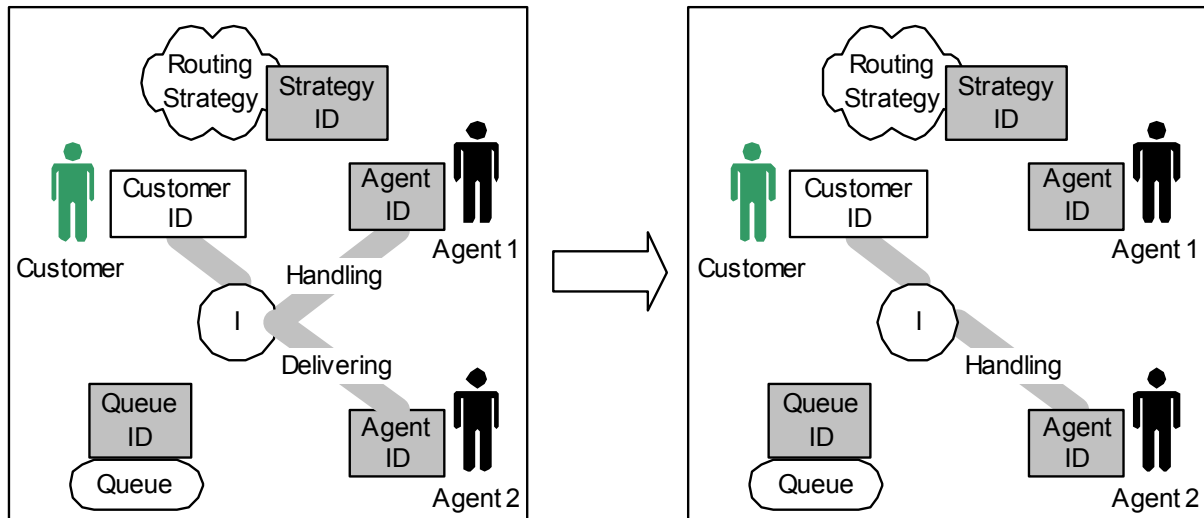 Routing
Strategy
Strategy
ID
Customer
ID
Agent
ID
Customer
Agent 1
Handling
I
Delivering
Queue
ID
Agent
ID
Queue
Agent 2
Routing
Strategy
Strategy
ID
Customer
ID
Agent
ID
Customer
Agent 1
I
Handling
Queue
ID
Agent
ID
Queue
Agent 2